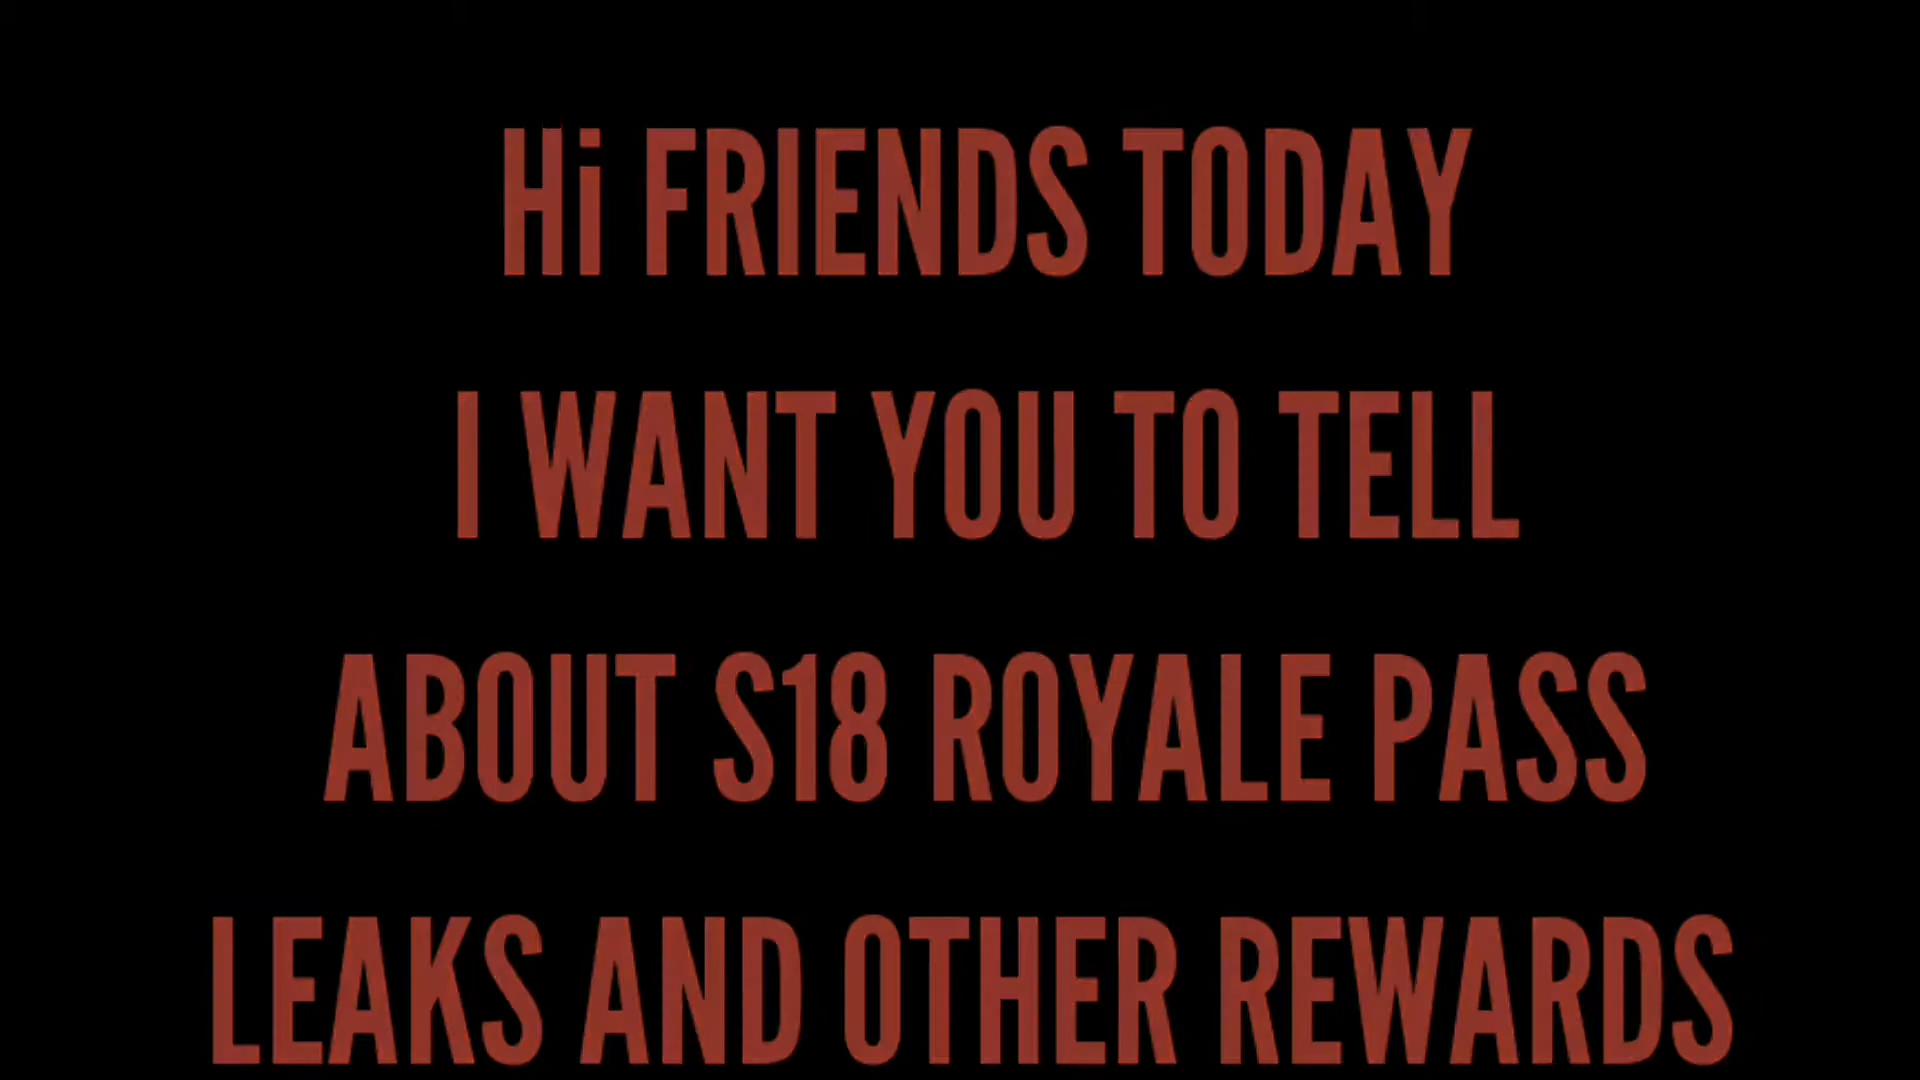 Hi FRIENDS TODAY
I WANT YOU TO TELL
ABOUT S18 ROYALE PASS
LEAKS AND OTHER REWARDS